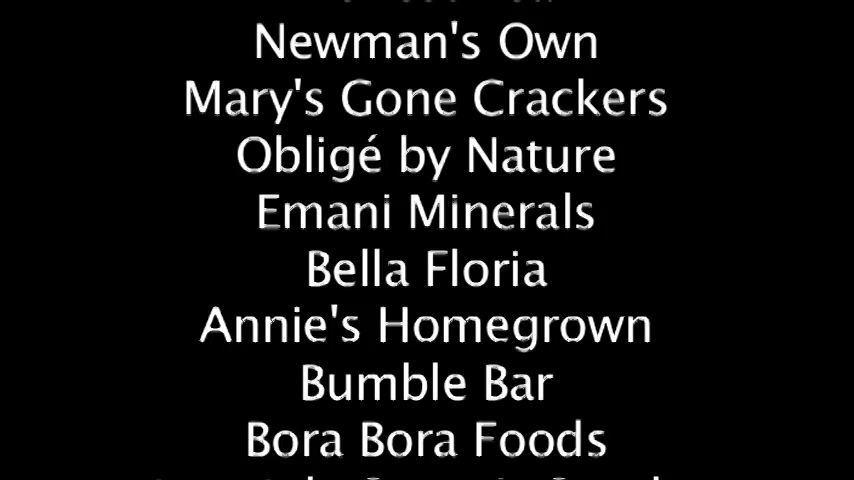 Newman's Own
Mary's Gone Crackers
Obligé by Nature
Emani Minerals
Bella Floria
Annie's Homegrown
Bumble Bar
Bora Bora Foods